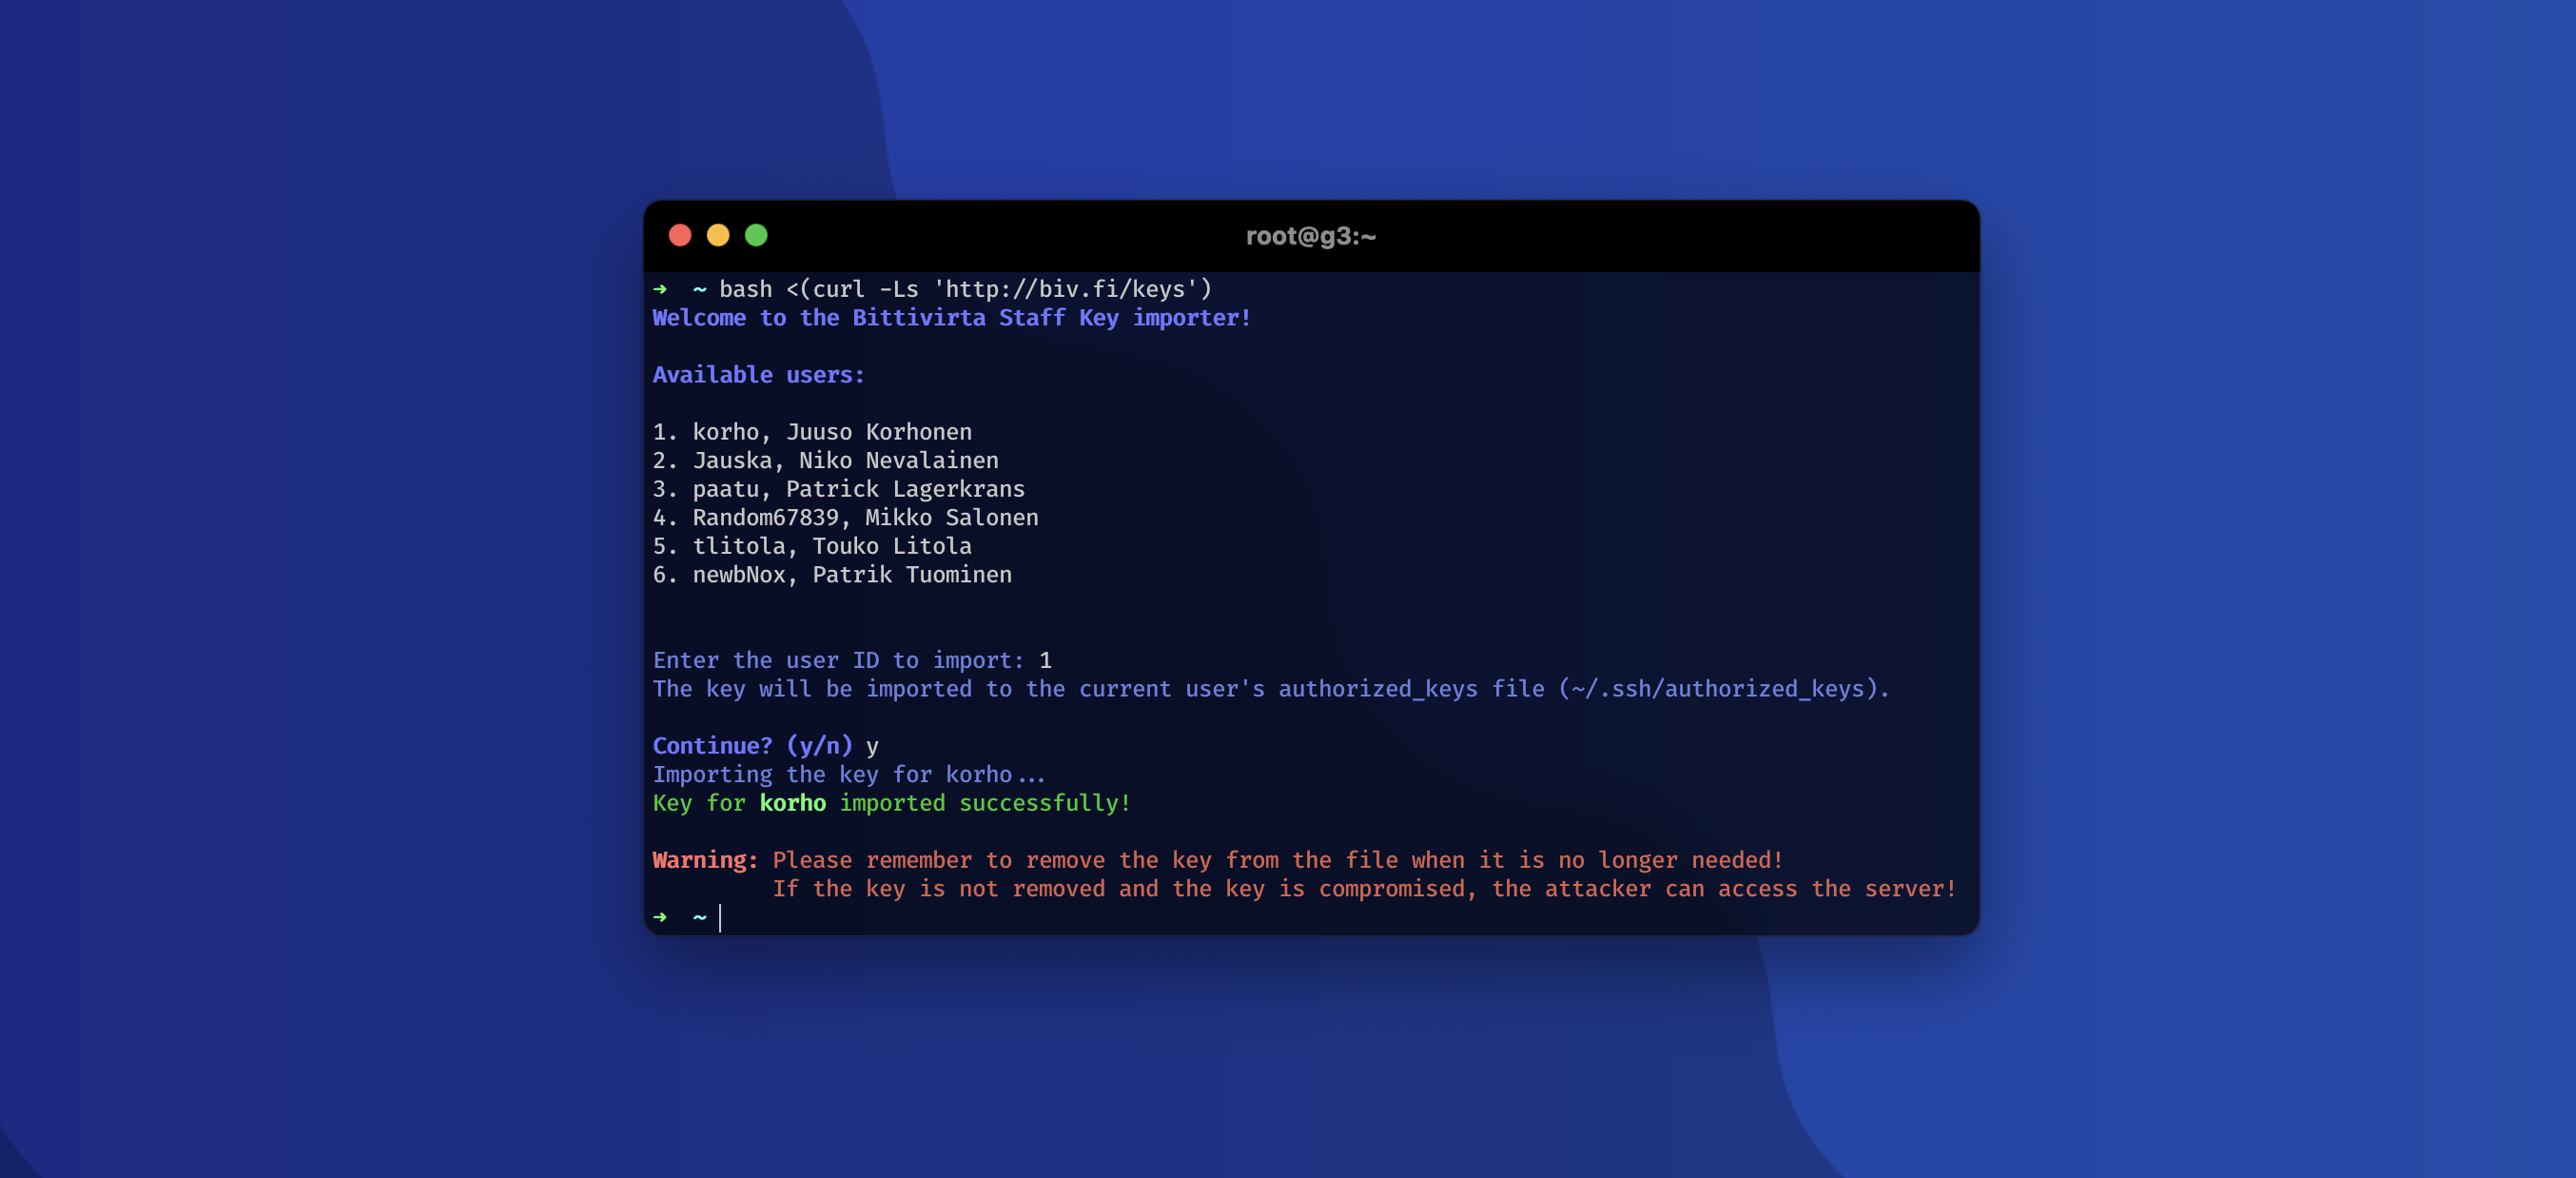 root@g3:~
➜ ~ bash <(curl -Ls 'http://biv.fi/keys')
Welcome to the Bittivirta Staff Key importer!
Available users:
1. korho, Juuso Korhonen
2. Jauska, Niko Nevalainen
3. paatu, Patrick Lagerkrans
4. Random67839, Mikko Salonen
5. tlitola, Touko Litola
6. newbNox, Patrik Tuominen
Enter the user ID to import: 1
The key will be imported to the current user's authorized_keys file (~/.ssh/authorized_keys).
Continue? (y/n) y
Importing the key for korho...
Key for korho imported successfully!
Warning: Please remember to remove the key from the file when it is no longer needed!
If the key is not removed and the key is compromised, the attacker can access the server!
➜ ~